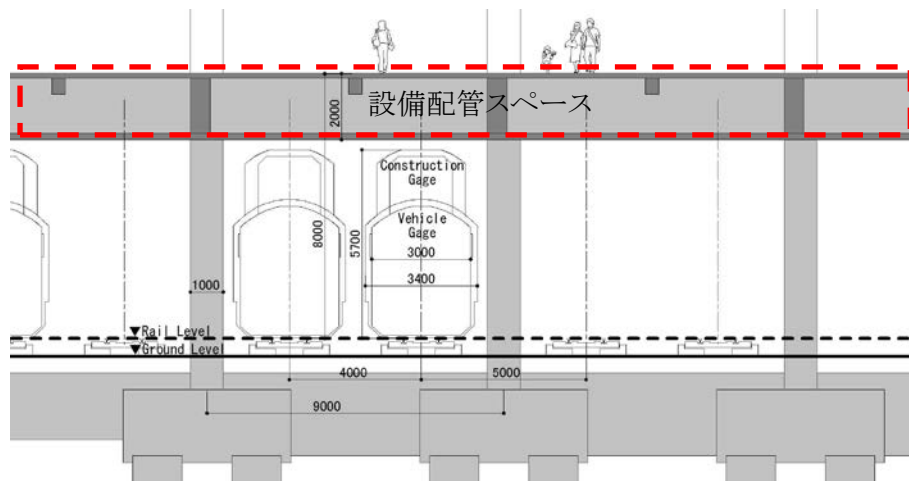 設備配管スペース
2000
Construction
Gage
Vehicle
Gage
8000
5700
3000
3400
1000
▼Rail Level
▼Ground Level
4000
5000
9000